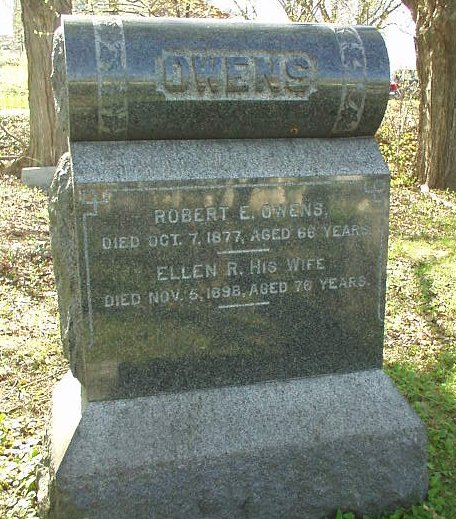 OWENS
ROBERT E. OWENS,
DIED OCT. 7, 1877, AGED 66 YEARS.
ELLEN R. HIS WIFE
DIED NOV. 5, 1898, AGED 76 YEARS.